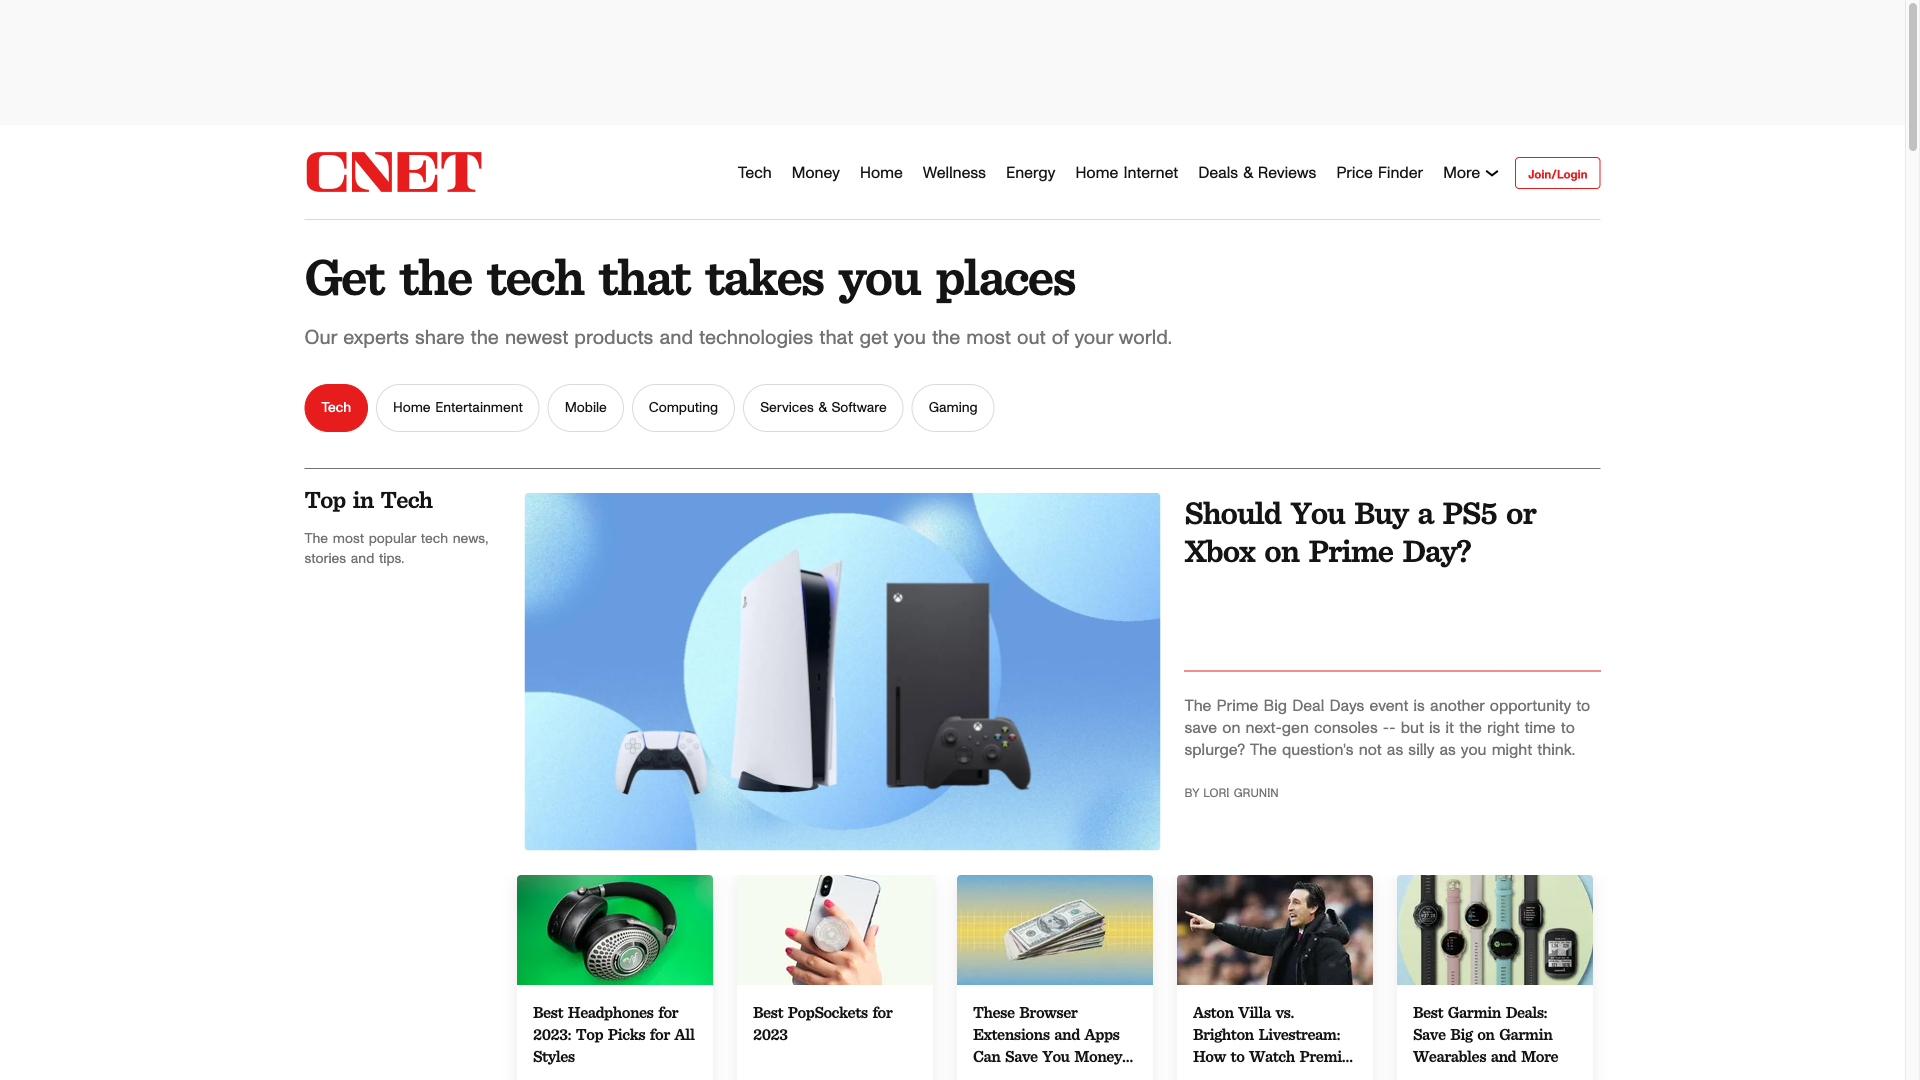 CNET
Tech Money Home Wellness Energy Home Internet Deals & Reviews Price Finder More Join/Login
Get the tech that takes you places
Our experts share the newest products and technologies that get you the most out of your world.
Tech Home Entertainment Mobile Computing Services & Software Gaming
Top in Tech
The most popular tech news,
stories and tips.
Should You Buy a PS5 or
Xbox on Prime Day?
The Prime Big Deal Days event is another opportunity to
save on next-gen consoles -- but is it the right time to
splurge? The question's not as silly as you might think.
BY LORI GRUNIN
Best Headphones for
2023: Top Picks for All
Styles
Best PopSockets for
2023
These Browser
Extensions and Apps
Can Save You Money...
Aston Villa vs.
Brighton Livestream:
How to Watch Premi...
Best Garmin Deals:
Save Big on Garmin
Wearables and More